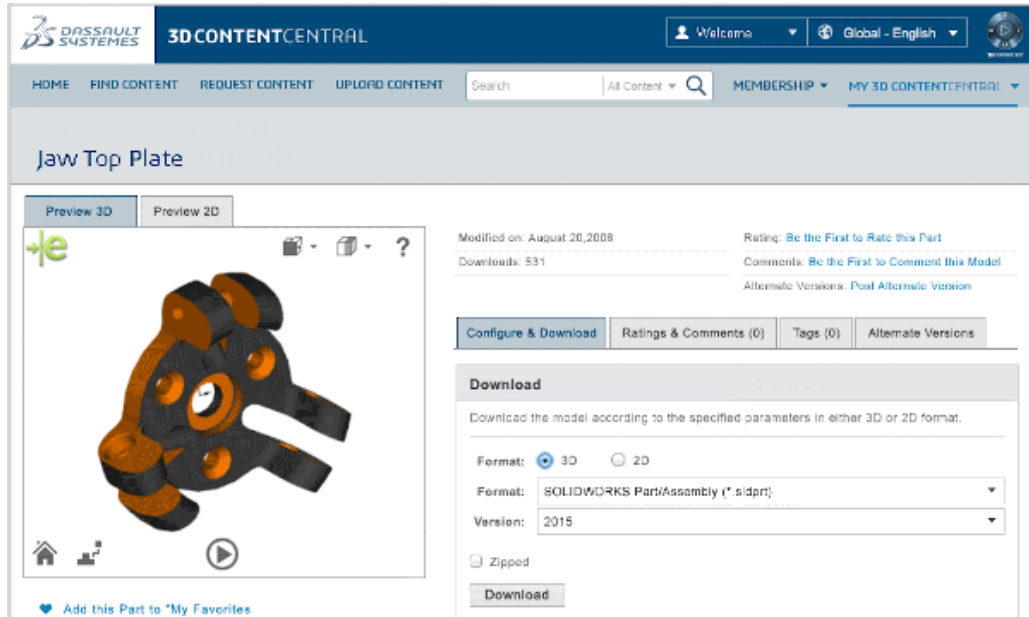 DASSAULT SYSTEMES
3DCONTENTCENTRAL
Welcome
Global - English
HOME FIND CONTENT REQUEST CONTENT UPLOAD CONTENT Search All Content MEMBERSHIP MY 3D CONTENTCENTRAL
Jaw Top Plate
Preview 3D Preview 2D
e ?
Modified on: August 20,2008
Downloads: 531
Rating: Be the First to Rate this Part
Comments: Be the First to Comment this Model
Alternate Versions: Post Alternate Version
Configure & Download Ratings & Comments (0) Tags (0) Alternate Versions
Download
Download the model according to the specified parameters in either 3D or 2D format.
Format: 3D 2D
Format: SOLIDWORKS Part/Assembly (*.sldprt)
Version: 2015
Zipped
Download
Add this Part to "My Favorites